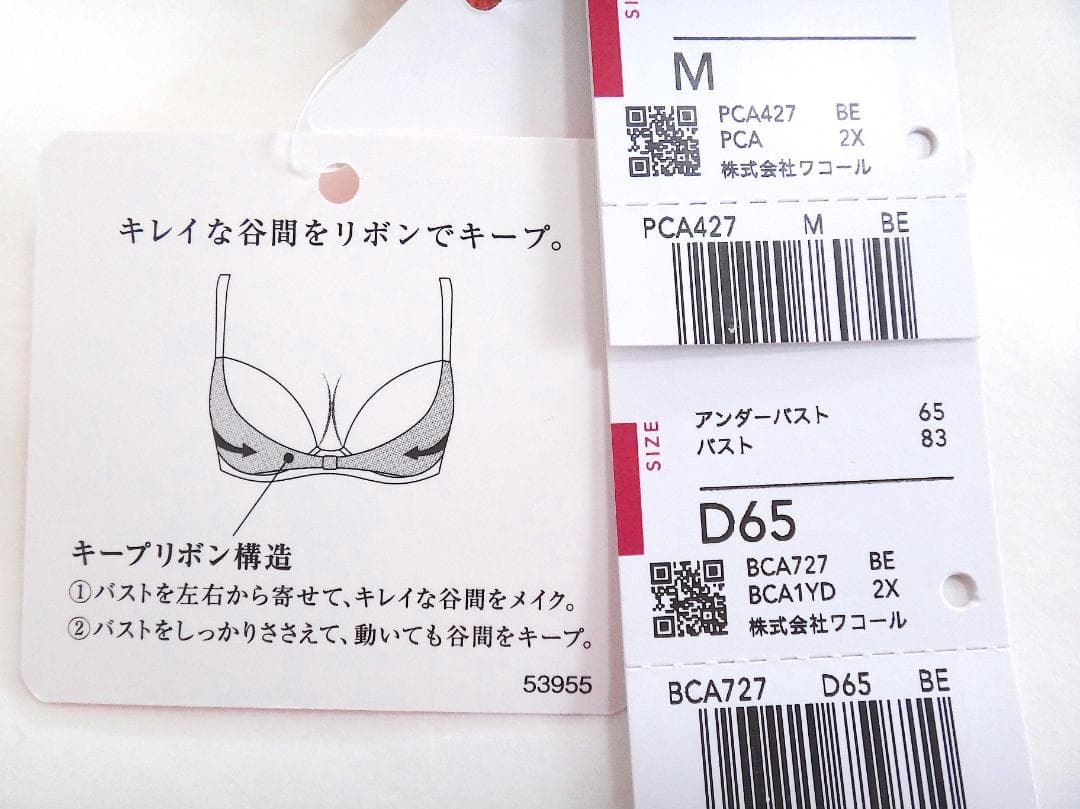 キレイな谷間をリボンでキープ。
キープリボン構造
①バストを左右から寄せて、キレイな谷間をメイク。
②バストをしっかりささえて、動いても谷間をキープ。
53955
SI
M
PCA427 BE
PCA 2X
株式会社ワコール
PCA427 M BE
アンダーバスト 65
バスト 83
SIZE
D65
BCA727 BE
BCA1YD 2X
株式会社ワコール
BCA727 D65 BE